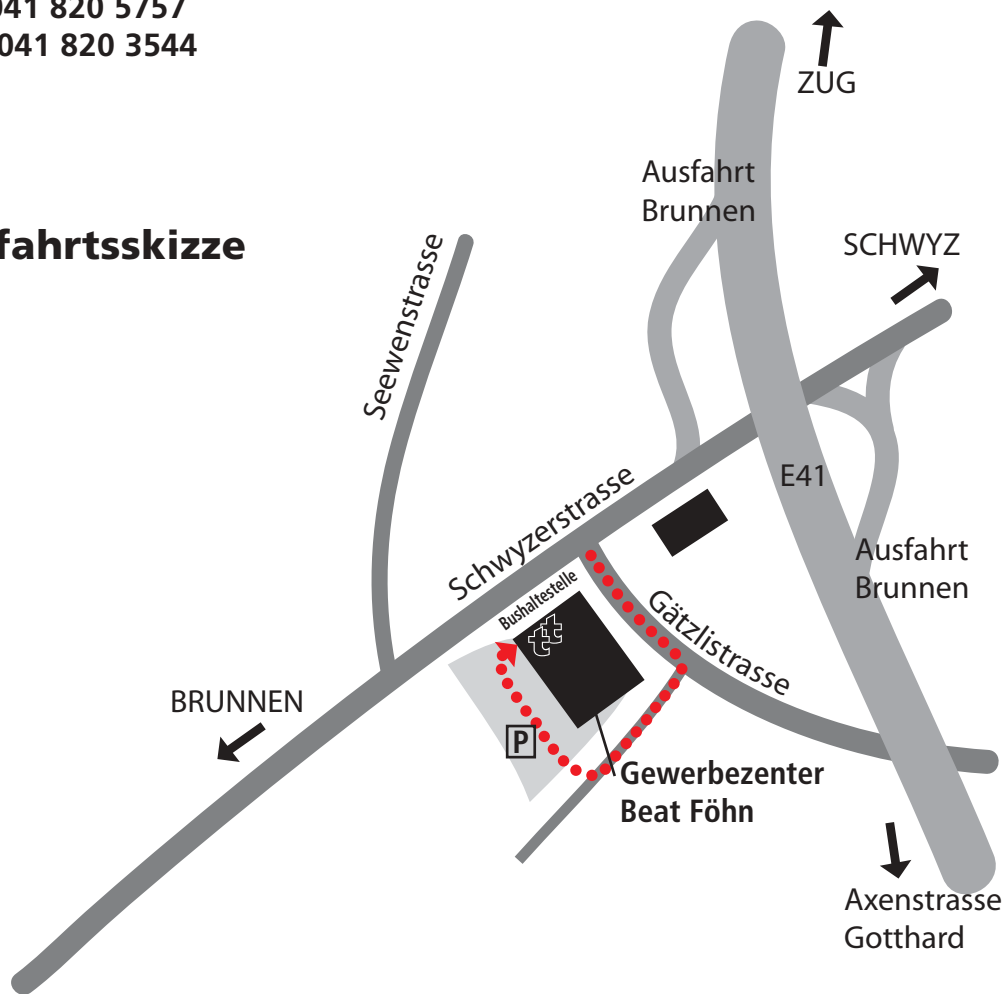 041 820 5757
041 820 3544
ZUG
Ausfahrt
Brunnen
fahrtsskizze
SCHWYZ
Seewenstrasse
E41
Schwyzerstrasse
Ausfahrt
Brunnen
Bushaltestelle
tt
Gätzlistrasse
BRUNNEN
P
Gewerbezenter
Beat Föhn
Axenstrasse
Gotthard